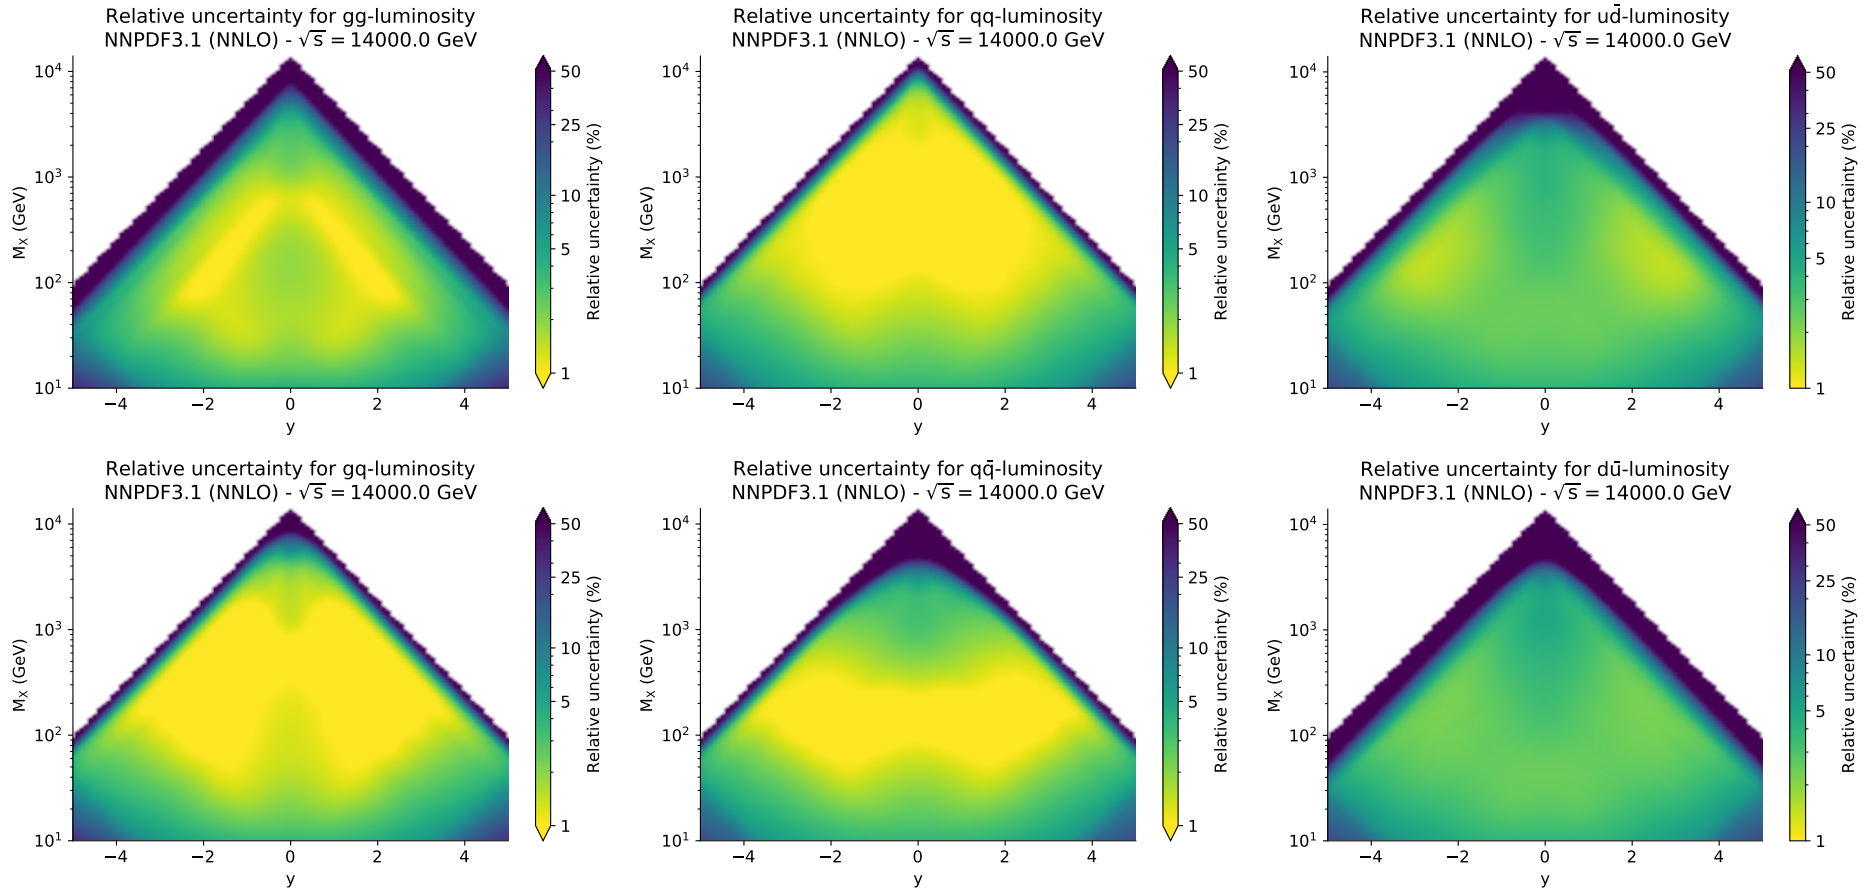 Relative uncertainty for gg-luminosity
NNPDF3.1 (NNLO) - √s = 14000.0 GeV
10⁴
10³
10²
10¹
M_X (GeV)
−4 −2 0 2 4
y
50
25
10
5
1
Relative uncertainty (%)
Relative uncertainty for qq-luminosity
NNPDF3.1 (NNLO) - √s = 14000.0 GeV
10⁴
10³
10²
10¹
M_X (GeV)
−4 −2 0 2 4
y
50
25
10
5
1
Relative uncertainty (%)
Relative uncertainty for ud̄-luminosity
NNPDF3.1 (NNLO) - √s = 14000.0 GeV
10⁴
10³
10²
10¹
M_X (GeV)
−4 −2 0 2 4
y
50
25
10
5
1
Relative uncertainty (%)
Relative uncertainty for gq-luminosity
NNPDF3.1 (NNLO) - √s = 14000.0 GeV
10⁴
10³
10²
10¹
M_X (GeV)
−4 −2 0 2 4
y
50
25
10
5
1
Relative uncertainty (%)
Relative uncertainty for qq̄-luminosity
NNPDF3.1 (NNLO) - √s = 14000.0 GeV
10⁴
10³
10²
10¹
M_X (GeV)
−4 −2 0 2 4
y
50
25
10
5
1
Relative uncertainty (%)
Relative uncertainty for dū-luminosity
NNPDF3.1 (NNLO) - √s = 14000.0 GeV
10⁴
10³
10²
10¹
M_X (GeV)
−4 −2 0 2 4
y
50
25
10
5
1
Relative uncertainty (%)